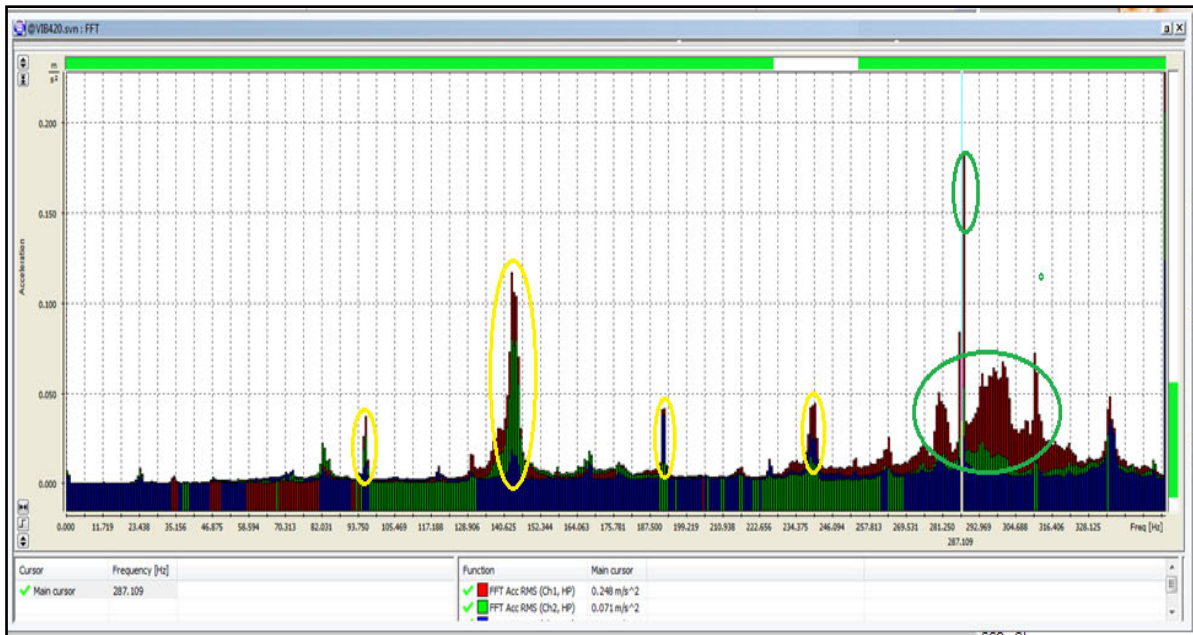 @VIB420.svn : FFT
m
s²
0.200
0.150
0.100
0.050
0.000
Acceleration
0.000 11.719 23.438 35.156 46.875 58.594 70.313 82.031 93.750 105.469 117.188 128.906 140.625 152.344 164.063 175.781 187.500 199.219 210.938 222.656 234.375 246.094 257.813 269.531 281.250 292.969 304.688 316.406 328.125 Freq [Hz]
287.109
Cursor Frequency [Hz]
Main cursor 287.109
Function Main cursor
FFT Acc RMS (Ch1, HP) 0.248 m/s^2
FFT Acc RMS (Ch2, HP) 0.071 m/s^2